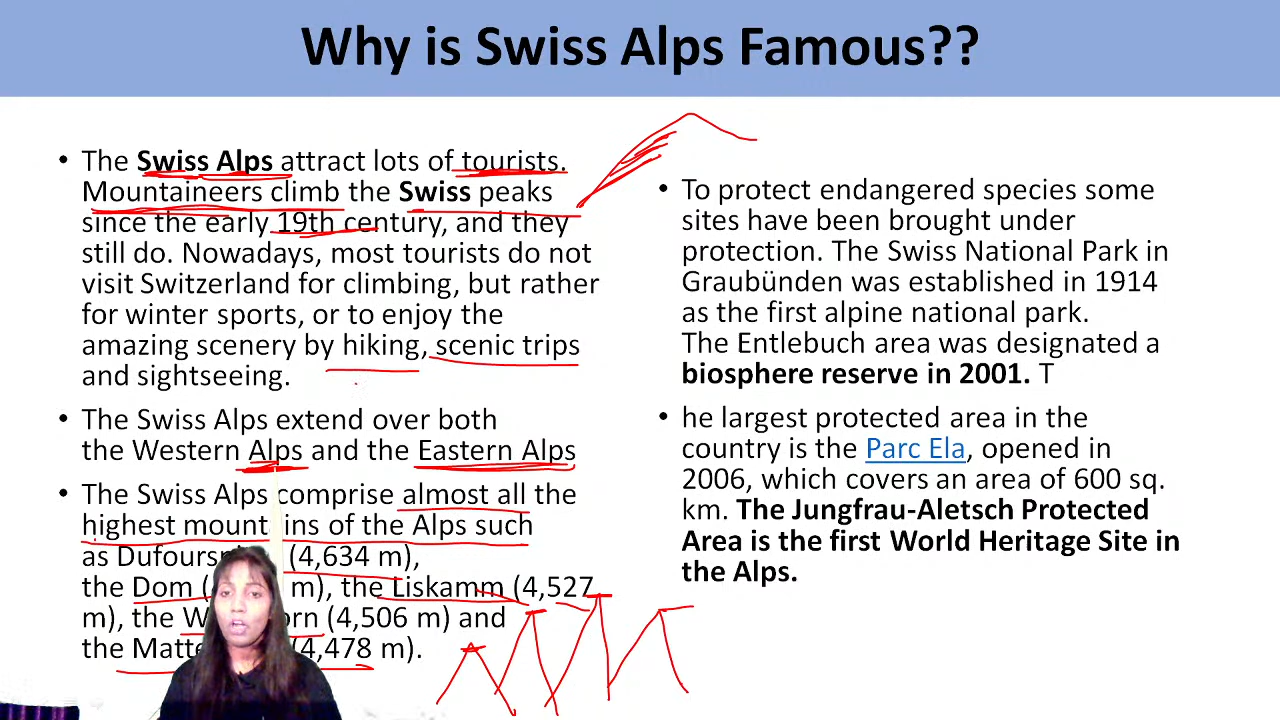 Why is Swiss Alps Famous??
• The Swiss Alps attract lots of tourists.
Mountaineers climb the Swiss peaks
since the early 19th century, and they
still do. Nowadays, most tourists do not
visit Switzerland for climbing, but rather
for winter sports, or to enjoy the
amazing scenery by hiking, scenic trips
and sightseeing.
• The Swiss Alps extend over both
the Western Alps and the Eastern Alps
• The Swiss Alps comprise almost all the
highest mountains of the Alps such
as (4,634 m),
the Dom ( m), the Liskamm (4,527
m), the (4,506 m) and
the (4,478 m).
• To protect endangered species some
sites have been brought under
protection. The Swiss National Park in
Graubünden was established in 1914
as the first alpine national park.
The Entlebuch area was designated a
biosphere reserve in 2001. T
• he largest protected area in the
country is the Parc Ela, opened in
2006, which covers an area of 600 sq.
km. The Jungfrau-Aletsch Protected
Area is the first World Heritage Site in
the Alps.